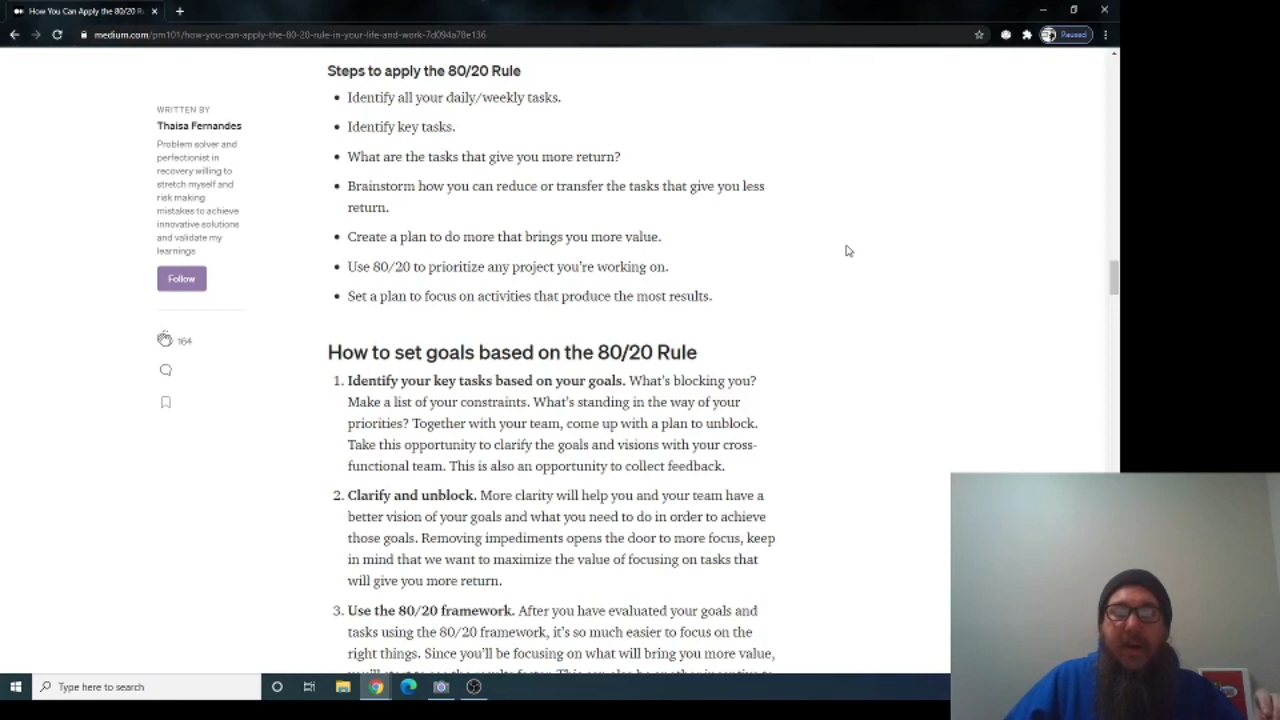 How You Can Apply the 80/20 R
medium.com/pm101/how-you-can-apply-the-80-20-rule-in-your-life-and-work-7d094a78e136
Paused
WRITTEN BY
Thaisa Fernandes
Problem solver and
perfectionist in
recovery willing to
stretch myself and
risk making
mistakes to achieve
innovative solutions
and validate my
learnings
Follow
164
Steps to apply the 80/20 Rule
• Identify all your daily/weekly tasks.
• Identify key tasks.
• What are the tasks that give you more return?
• Brainstorm how you can reduce or transfer the tasks that give you less
return.
• Create a plan to do more that brings you more value.
• Use 80/20 to prioritize any project you're working on.
• Set a plan to focus on activities that produce the most results.
How to set goals based on the 80/20 Rule
1. Identify your key tasks based on your goals. What's blocking you?
Make a list of your constraints. What's standing in the way of your
priorities? Together with your team, come up with a plan to unblock.
Take this opportunity to clarify the goals and visions with your cross-
functional team. This is also an opportunity to collect feedback.
2. Clarify and unblock. More clarity will help you and your team have a
better vision of your goals and what you need to do in order to achieve
those goals. Removing impediments opens the door to more focus, keep
in mind that we want to maximize the value of focusing on tasks that
will give you more return.
3. Use the 80/20 framework. After you have evaluated your goals and
tasks using the 80/20 framework, it's so much easier to focus on the
right things. Since you'll be focusing on what will bring you more value,
Type here to search